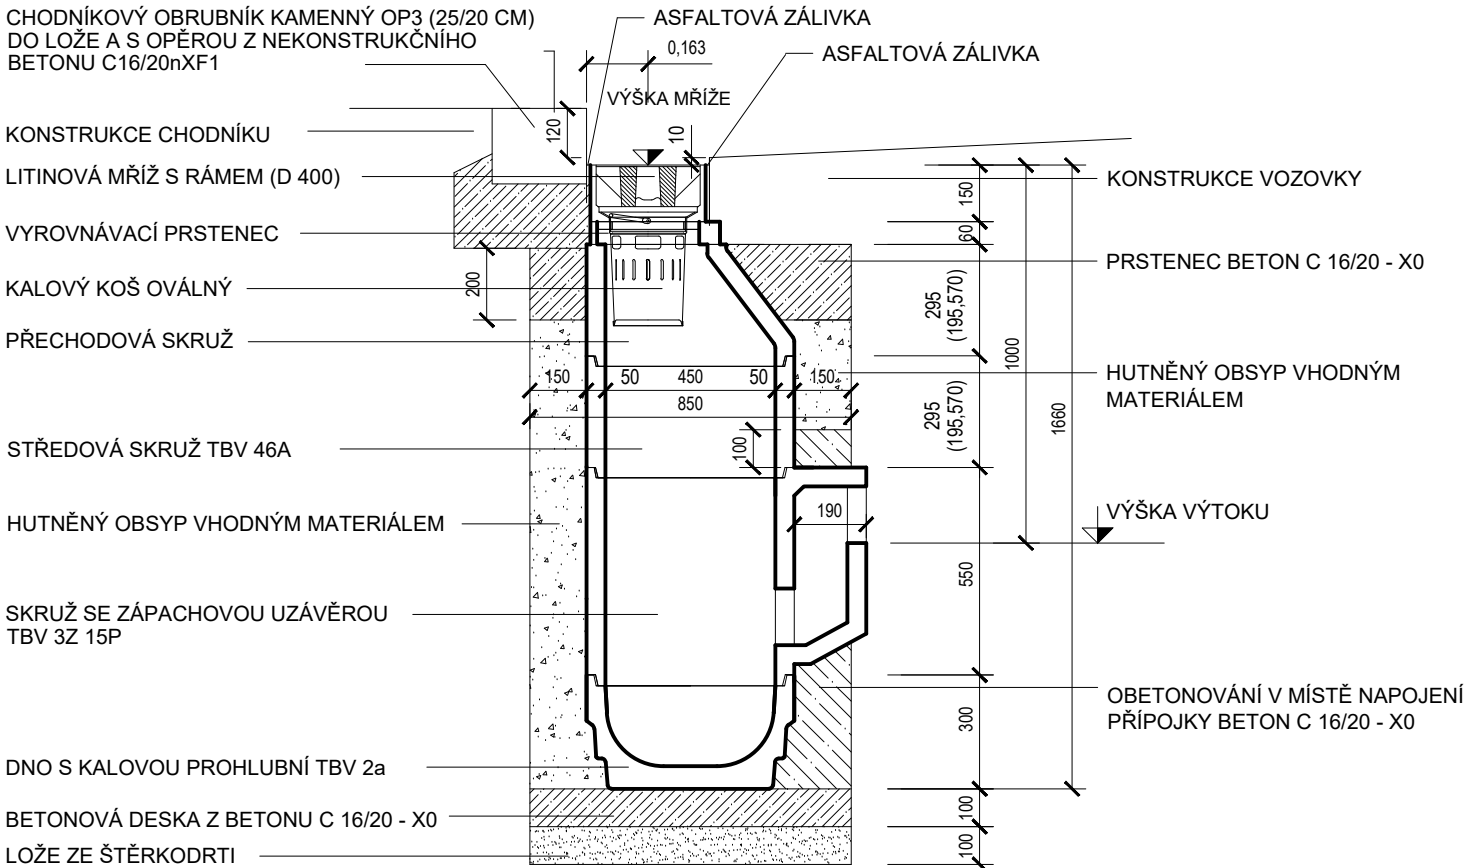 CHODNÍKOVÝ OBRUBNÍK KAMENNÝ OP3 (25/20 CM)
DO LOŽE A S OPĚROU Z NEKONSTRUKČNÍHO
BETONU C16/20nXF1
ASFALTOVÁ ZÁLIVKA
0,163
ASFALTOVÁ ZÁLIVKA
VÝŠKA MŘÍŽE
KONSTRUKCE CHODNÍKU
120
10
LITINOVÁ MŘÍŽ S RÁMEM (D 400)
KONSTRUKCE VOZOVKY
150
VYROVNÁVACÍ PRSTENEC
60
PRSTENEC BETON C 16/20 - X0
KALOVÝ KOŠ OVÁLNÝ
200
295
(195,570)
PŘECHODOVÁ SKRUŽ
1000
150
50
450
50
150
HUTNĚNÝ OBSYP VHODNÝM
MATERIÁLEM
850
295
(195,570)
1660
STŘEDOVÁ SKRUŽ TBV 46A
100
HUTNĚNÝ OBSYP VHODNÝM MATERIÁLEM
190
VÝŠKA VÝTOKU
550
SKRUŽ SE ZÁPACHOVOU UZÁVĚROU
TBV 3Z 15P
OBETONOVÁNÍ V MÍSTĚ NAPOJENÍ
PŘÍPOJKY BETON C 16/20 - X0
300
DNO S KALOVOU PROHLUBNÍ TBV 2a
BETONOVÁ DESKA Z BETONU C 16/20 - X0
100
LOŽE ZE ŠTĚRKODRTI
100